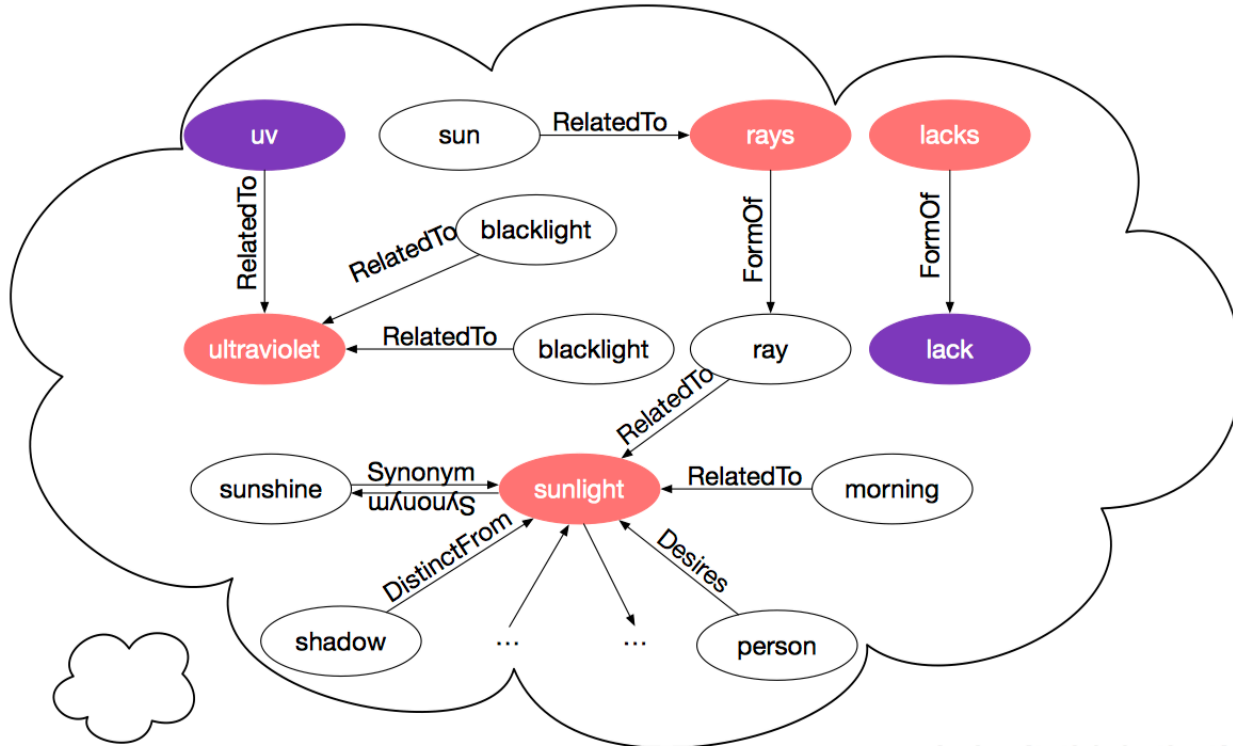 uv
sun
RelatedTo
rays
lacks
RelatedTo
RelatedTo
blacklight
FormOf
FormOf
ultraviolet
RelatedTo
blacklight
ray
lack
RelatedTo
sunshine
Synonym
Synonym
sunlight
RelatedTo
morning
DistinctFrom
Desires
shadow
...
...
person